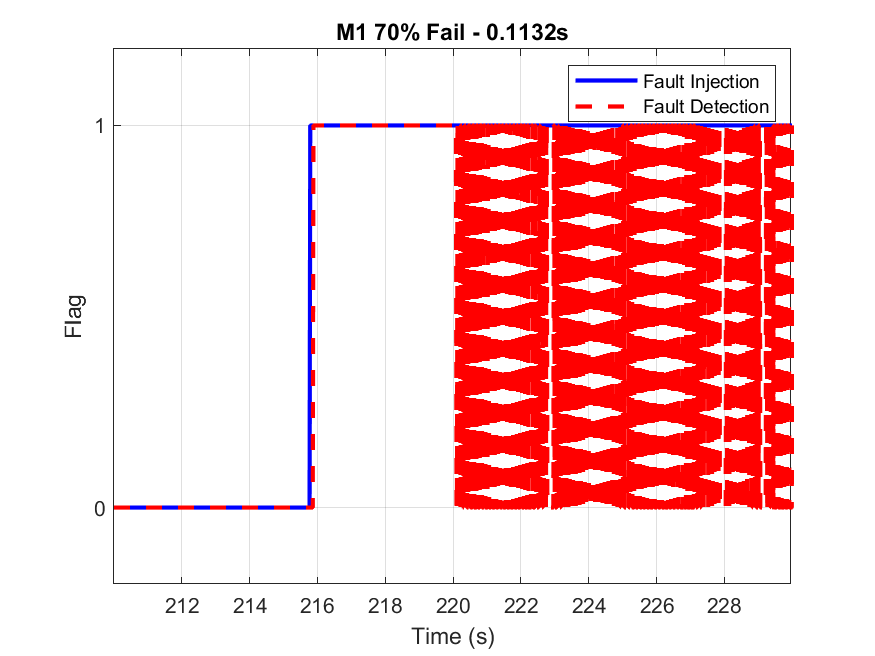 M1 70% Fail - 0.1132s
Fault Injection
Fault Detection
1
0
Flag
212 214 216 218 220 222 224 226 228
Time (s)